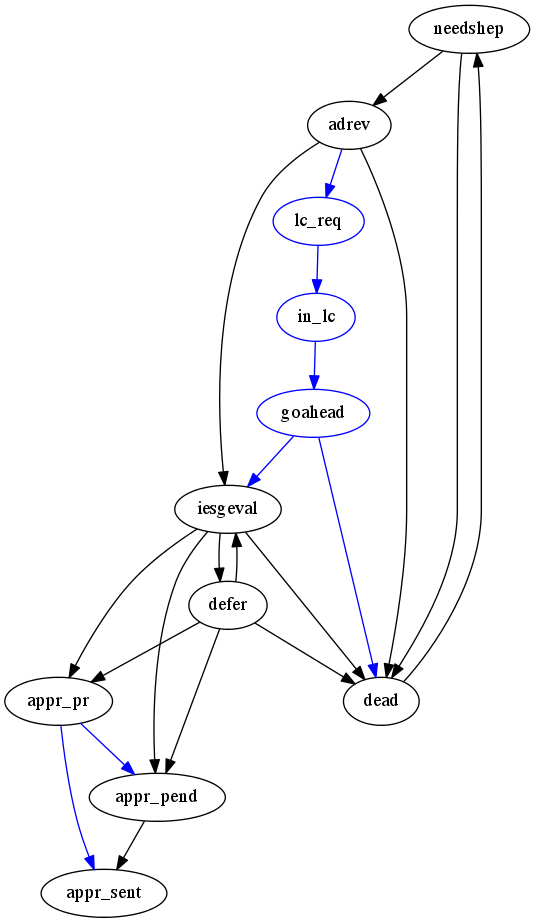 needshep
adrev
lc_req
in_lc
goahead
iesgeval
defer
appr_pr
dead
appr_pend
appr_sent